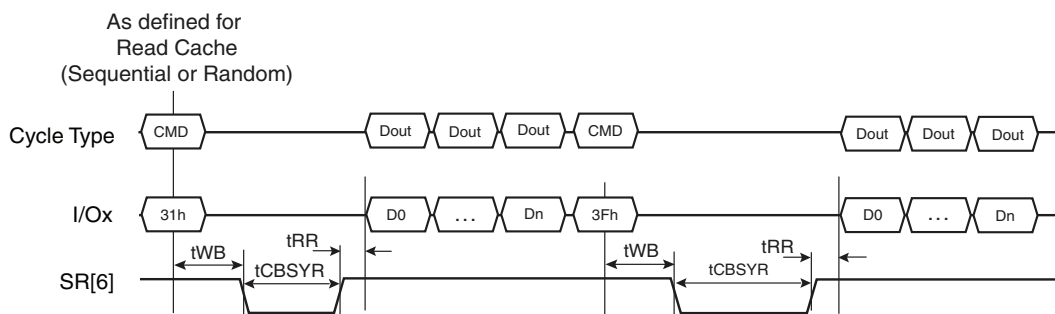 As defined for
Read Cache
(Sequential or Random)
Cycle Type
CMD
Dout
Dout
Dout
CMD
Dout
Dout
Dout
I/Ox
31h
D0
...
Dn
3Fh
D0
...
Dn
tWB
tRR
tWB
tRR
SR[6]
tCBSYR
tCBSYR